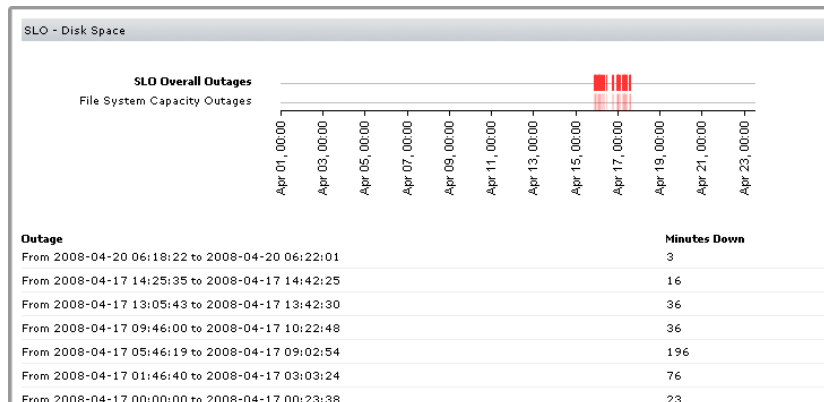 SLO - Disk Space
SLO Overall Outages
File System Capacity Outages
Apr 01, 00:00
Apr 03, 00:00
Apr 05, 00:00
Apr 07, 00:00
Apr 09, 00:00
Apr 11, 00:00
Apr 13, 00:00
Apr 15, 00:00
Apr 17, 00:00
Apr 19, 00:00
Apr 21, 00:00
Apr 23, 00:00
Outage Minutes Down
From 2008-04-20 06:18:22 to 2008-04-20 06:22:01 3
From 2008-04-17 14:25:35 to 2008-04-17 14:42:25 16
From 2008-04-17 13:05:43 to 2008-04-17 13:42:30 36
From 2008-04-17 09:46:00 to 2008-04-17 10:22:48 36
From 2008-04-17 05:46:19 to 2008-04-17 09:02:54 196
From 2008-04-17 01:46:40 to 2008-04-17 03:03:24 76
From 2008-04-17 00:00:00 to 2008-04-17 00:23:38 23